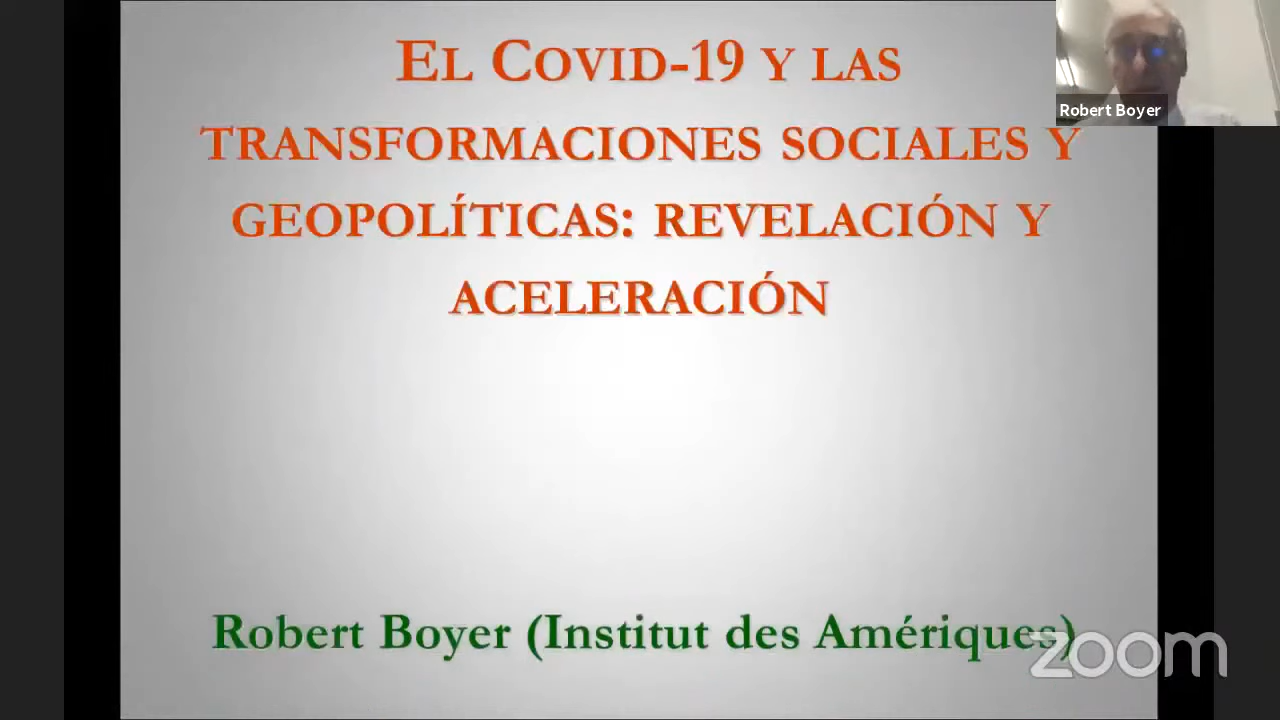 El Covid-19 y las
transformaciones sociales y
geopolíticas: revelación y
aceleración
Robert Boyer
Robert Boyer (Institut des Amériques)
zoom